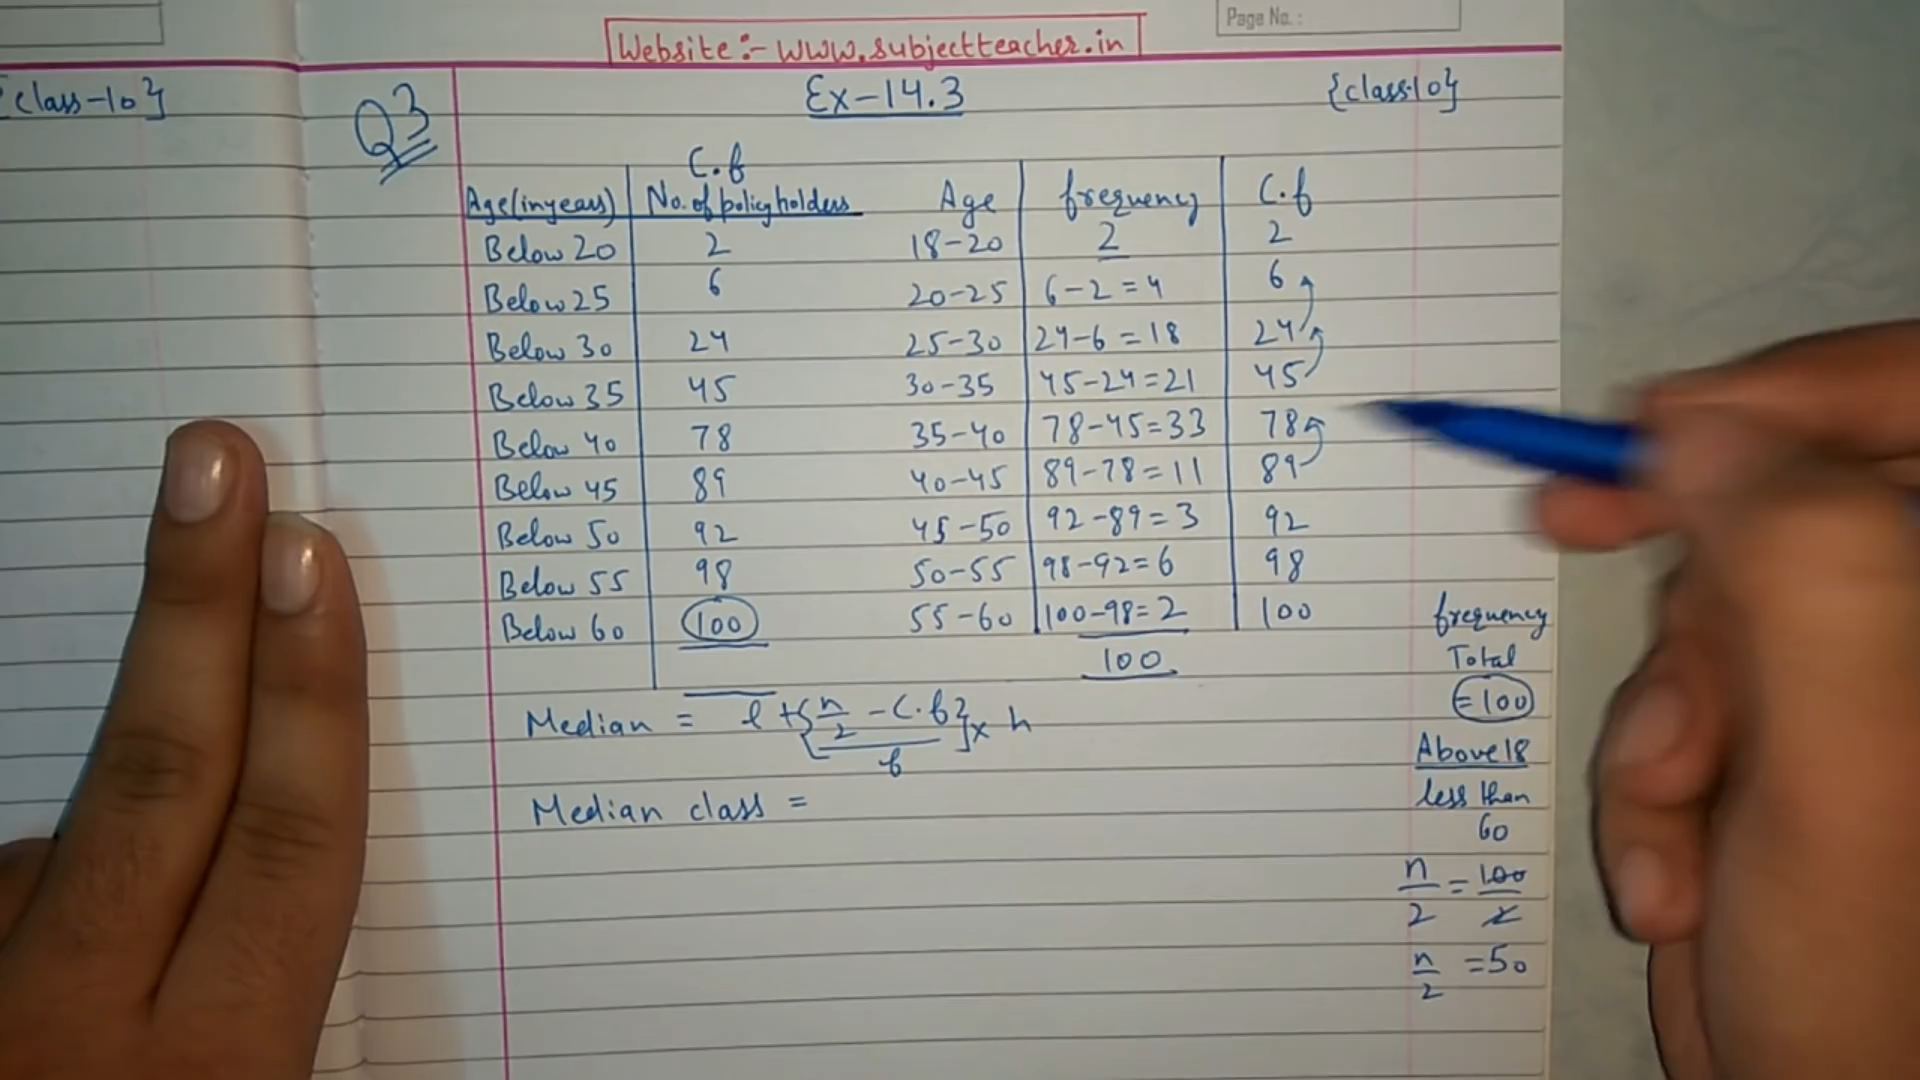 Page No. :
Website :- www.subjectteacher.in
{class-10}
Q3
Ex-14.3
{class-10}
C.f
Age(in years) No. of policy holders Age frequency C.f
Below 20 2 18-20 2 2
Below 25 6 20-25 6-2=4 6
Below 30 24 25-30 24-6=18 24
Below 35 45 30-35 45-24=21 45
Below 40 78 35-40 78-45=33 78
Below 45 89 40-45 89-78=11 89
Below 50 92 45-50 92-89=3 92
Below 55 98 50-55 98-92=6 98
Below 60 100 55-60 100-98=2 100
100
frequency
Total
=100
Median = l + {n/2 - C.f}/f x h
Above 18
less than
60
Median class =
n/2 = 100/2
n/2 = 50